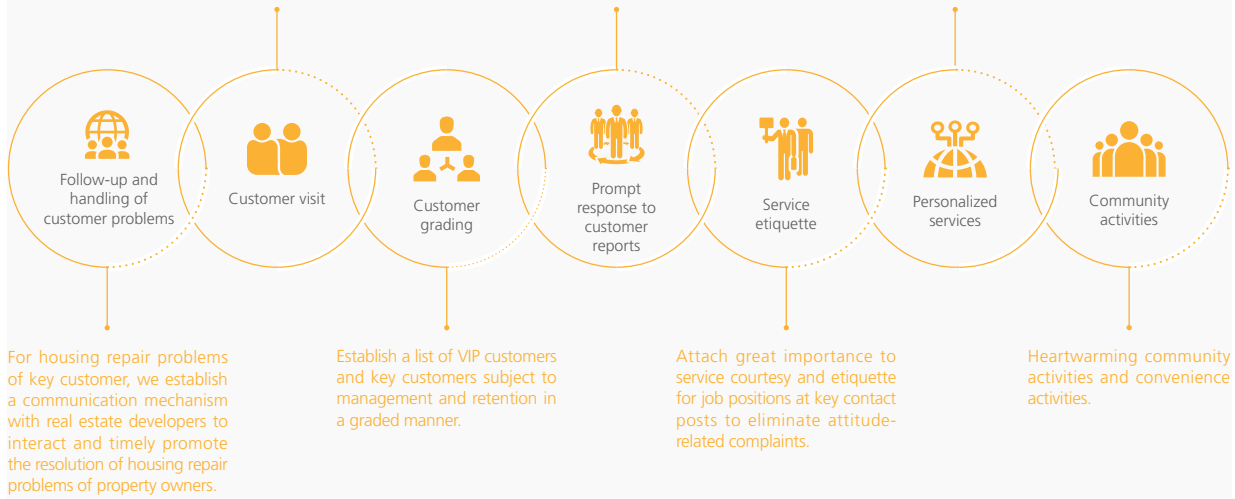 Follow-up and
handling of
customer problems
Customer visit
Customer
grading
Prompt
response to
customer
reports
Service
etiquette
Personalized
services
Community
activities
For housing repair problems
of key customer, we establish
a communication mechanism
with real estate developers to
interact and timely promote
the resolution of housing repair
problems of property owners.
Establish a list of VIP customers
and key customers subject to
management and retention in
a graded manner.
Attach great importance to
service courtesy and etiquette
for job positions at key contact
posts to eliminate attitude-
related complaints.
Heartwarming community
activities and convenience
activities.